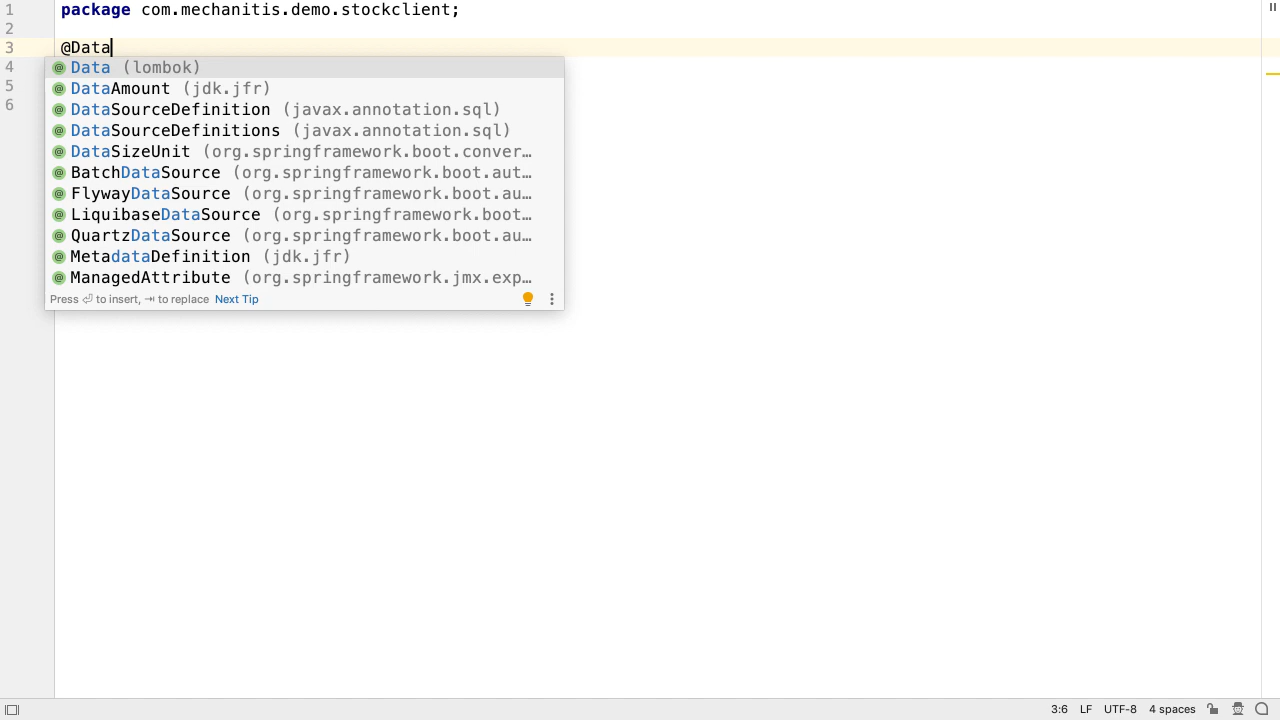 1 package com.mechanitis.demo.stockclient;
2
3 @Data
4 @ Data (lombok)
@ DataAmount (jdk.jfr)
5 @ DataSourceDefinition (javax.annotation.sql)
6 @ DataSourceDefinitions (javax.annotation.sql)
@ DataSizeUnit (org.springframework.boot.conver…
@ BatchDataSource (org.springframework.boot.aut…
@ FlywayDataSource (org.springframework.boot.au…
@ LiquibaseDataSource (org.springframework.boot…
@ QuartzDataSource (org.springframework.boot.au…
@ MetadataDefinition (jdk.jfr)
@ ManagedAttribute (org.springframework.jmx.exp…
Press ⏎ to insert, ⇥ to replace Next Tip
3:6 LF UTF-8 4 spaces